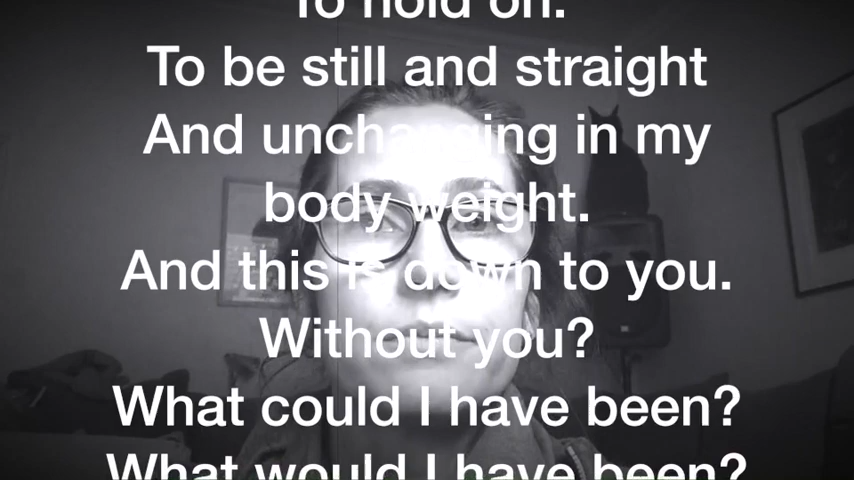 To hold on.
To be still and straight
And unchanging in my
body weight.
And this is down to you.
Without you?
What could I have been?
What would I have been?